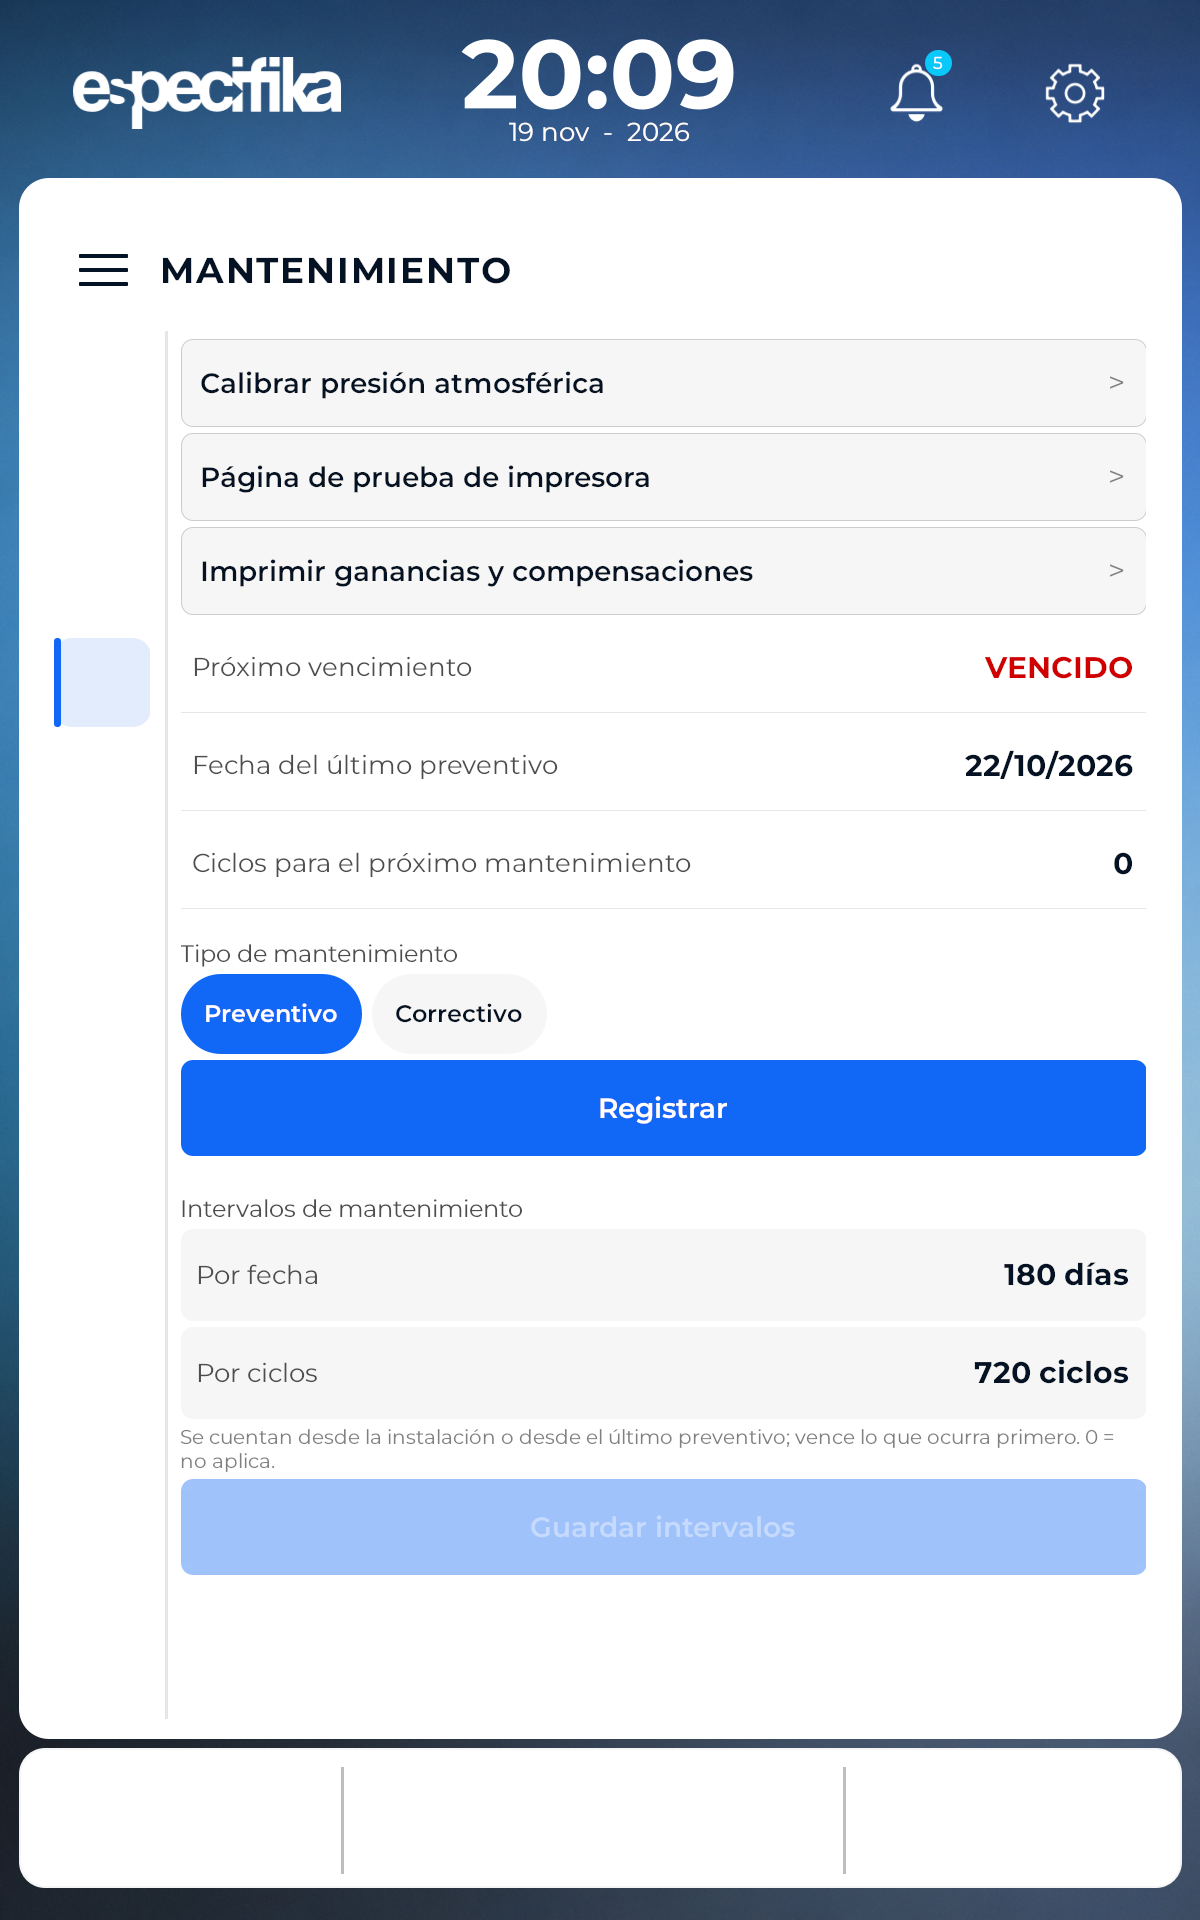 especifika
20:09
19 nov - 2026
5
MANTENIMIENTO
Calibrar presión atmosférica >
Página de prueba de impresora >
Imprimir ganancias y compensaciones >
Próximo vencimiento VENCIDO
Fecha del último preventivo 22/10/2026
Ciclos para el próximo mantenimiento 0
Tipo de mantenimiento
Preventivo Correctivo
Registrar
Intervalos de mantenimiento
Por fecha 180 días
Por ciclos 720 ciclos
Se cuentan desde la instalación o desde el último preventivo; vence lo que ocurra primero. 0 =
no aplica.
Guardar intervalos